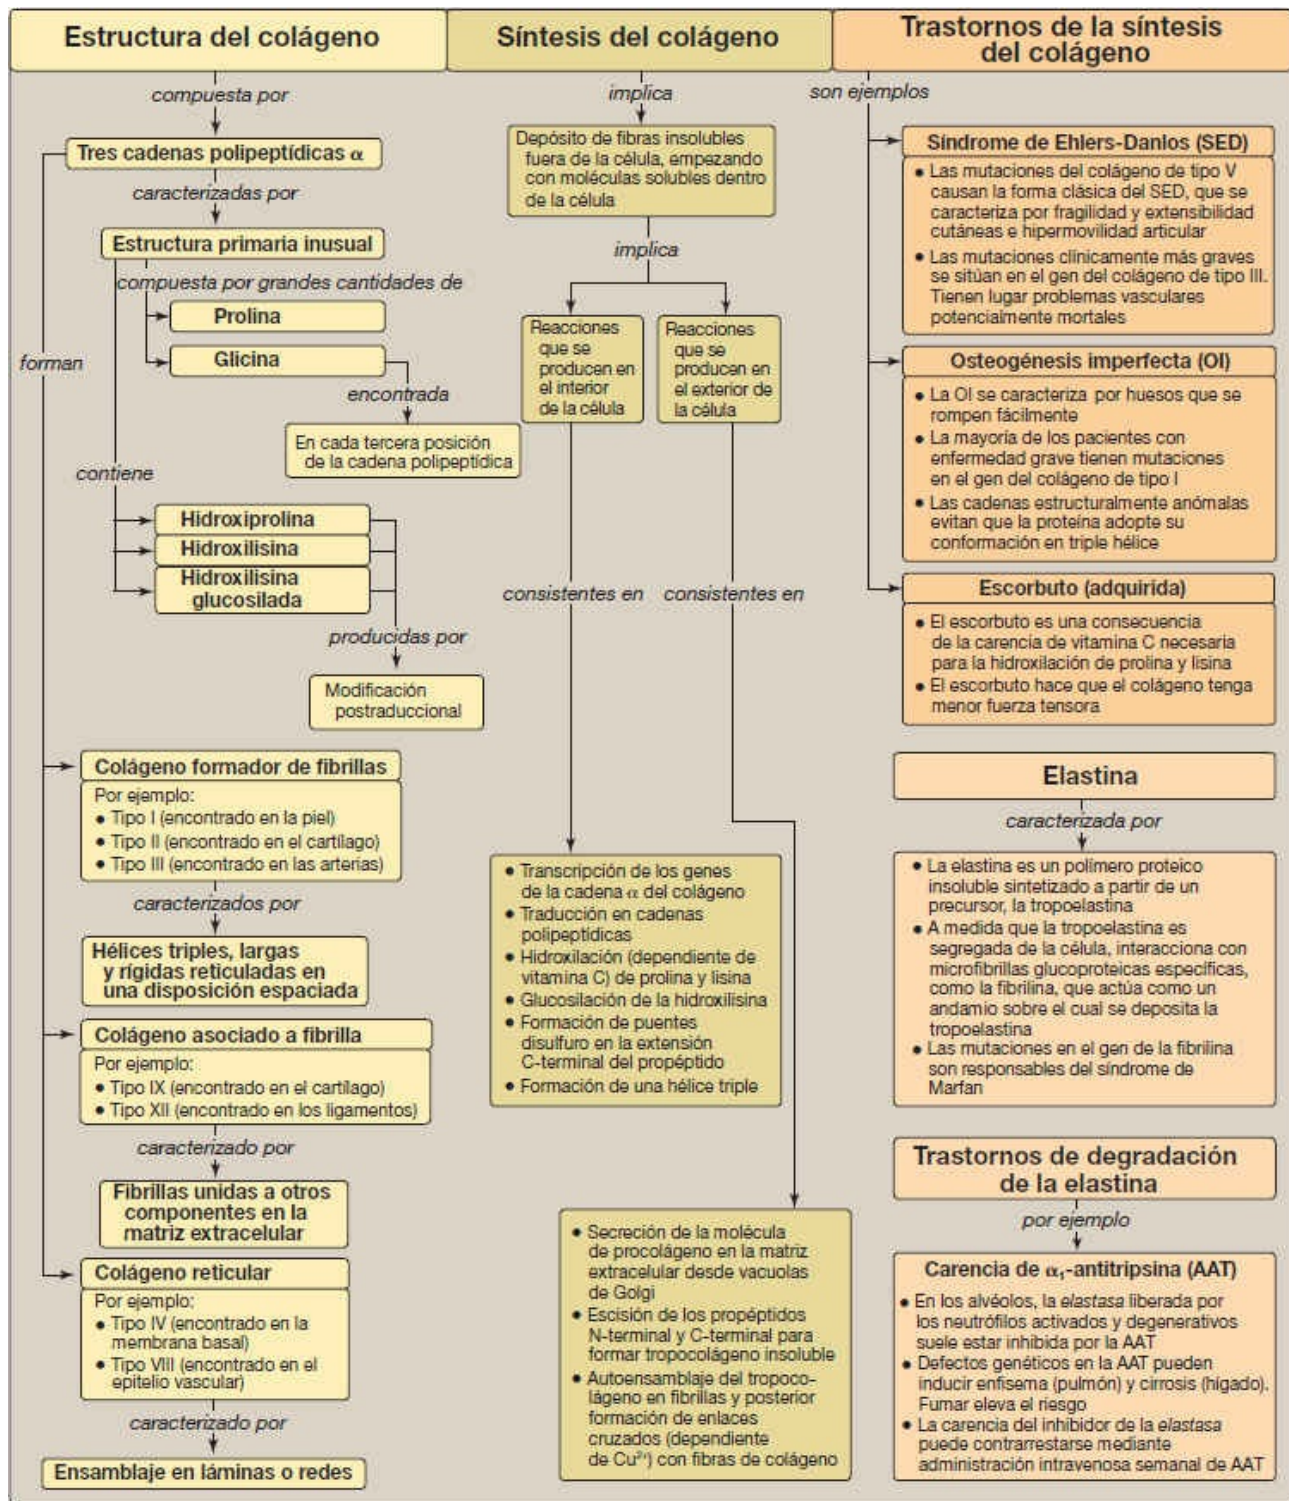 Estructura del colágeno
compuesta por
Tres cadenas polipeptídicas α
caracterizadas por
Estructura primaria inusual
compuesta por grandes cantidades de
Prolina
forman
Glicina
encontrada
En cada tercera posición
de la cadena polipeptídica
contiene
Hidroxiprolina
Hidroxilisina
Hidroxilisina
glucosilada
producidas por
Modificación
postraduccional
Colágeno formador de fibrillas
Por ejemplo:
● Tipo I (encontrado en la piel)
● Tipo II (encontrado en el cartílago)
● Tipo III (encontrado en las arterias)
caracterizados por
Hélices triples, largas
y rígidas reticuladas en
una disposición espaciada
Colágeno asociado a fibrilla
Por ejemplo:
● Tipo IX (encontrado en el cartílago)
● Tipo XII (encontrado en los ligamentos)
caracterizado por
Fibrillas unidas a otros
componentes en la
matriz extracelular
Colágeno reticular
Por ejemplo:
● Tipo IV (encontrado en la
membrana basal)
● Tipo VIII (encontrado en el
epitelio vascular)
caracterizado por
Ensamblaje en láminas o redes
Síntesis del colágeno
implica
Depósito de fibras insolubles
fuera de la célula, empezando
con moléculas solubles dentro
de la célula
implica
Reacciones
que se
producen en
el interior
de la célula
Reacciones
que se
producen en
el exterior de
la célula
consistentes en
consistentes en
● Transcripción de los genes
de la cadena α del colágeno
● Traducción en cadenas
polipeptídicas
● Hidroxilación (dependiente de
vitamina C) de prolina y lisina
● Glucosilación de la hidroxilisina
● Formación de puentes
disulfuro en la extensión
C-terminal del propéptido
● Formación de una hélice triple
● Secreción de la molécula
de procolágeno en la matriz
extracelular desde vacuolas
de Golgi
● Escisión de los propéptidos
N-terminal y C-terminal para
formar tropocolágeno insoluble
● Autoensamblaje del tropoco-
lágeno en fibrillas y posterior
formación de enlaces
cruzados (dependiente
de Cu²⁺) con fibras de colágeno
Trastornos de la síntesis
del colágeno
son ejemplos
Síndrome de Ehlers-Danlos (SED)
● Las mutaciones del colágeno de tipo V
causan la forma clásica del SED, que se
caracteriza por fragilidad y extensibilidad
cutáneas e hipermovilidad articular
● Las mutaciones clínicamente más graves
se sitúan en el gen del colágeno de tipo III.
Tienen lugar problemas vasculares
potencialmente mortales
Osteogénesis imperfecta (OI)
● La OI se caracteriza por huesos que se
rompen fácilmente
● La mayoría de los pacientes con
enfermedad grave tienen mutaciones
en el gen del colágeno de tipo I
● Las cadenas estructuralmente anómalas
evitan que la proteína adopte su
conformación en triple hélice
Escorbuto (adquirida)
● El escorbuto es una consecuencia
de la carencia de vitamina C necesaria
para la hidroxilación de prolina y lisina
● El escorbuto hace que el colágeno tenga
menor fuerza tensora
Elastina
caracterizada por
● La elastina es un polímero proteico
insoluble sintetizado a partir de un
precursor, la tropoelastina
● A medida que la tropoelastina es
segregada de la célula, interacciona con
microfibrillas glucoproteicas específicas,
como la fibrilina, que actúa como un
andamio sobre el cual se deposita la
tropoelastina
● Las mutaciones en el gen de la fibrilina
son responsables del síndrome de
Marfan
Trastornos de degradación
de la elastina
por ejemplo
Carencia de α₁-antitripsina (AAT)
● En los alvéolos, la elastasa liberada por
los neutrófilos activados y degenerativos
suele estar inhibida por la AAT
● Defectos genéticos en la AAT pueden
inducir enfisema (pulmón) y cirrosis (hígado).
Fumar eleva el riesgo
● La carencia del inhibidor de la elastasa
puede contrarrestarse mediante
administración intravenosa semanal de AAT